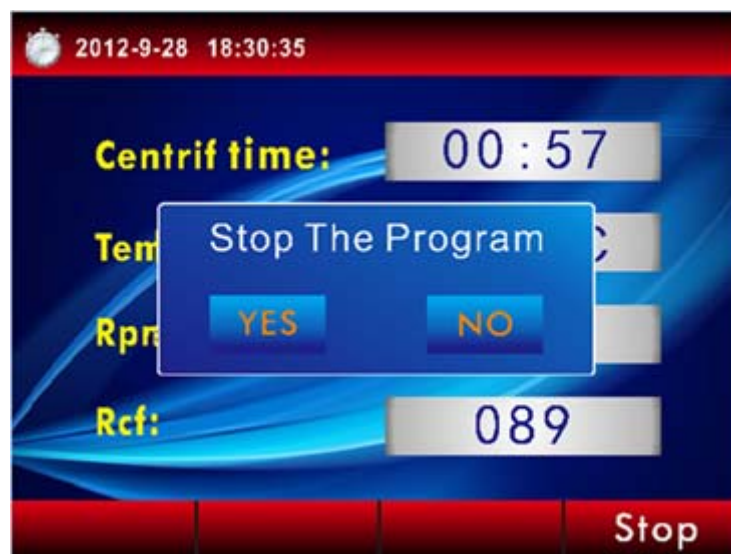 2012-9-28 18:30:35
Centrif time: 00:57
Stop The Program
YES NO
Rcf: 089
Stop